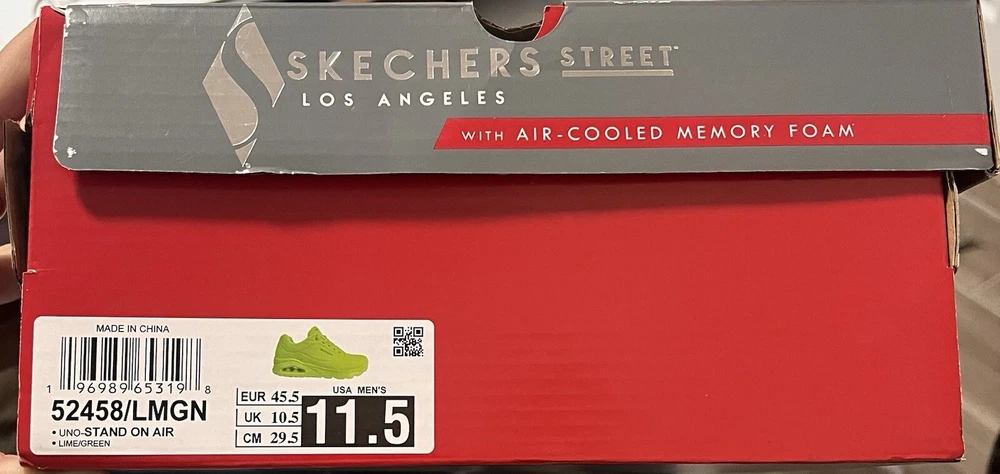 SKECHERS STREET™
LOS ANGELES
WITH AIR-COOLED MEMORY FOAM
MADE IN CHINA
1 96989 65319 8
52458/LMGN
• UNO-STAND ON AIR
• LIME/GREEN
USA MEN'S
EUR 45.5
UK 10.5
CM 29.5
11.5